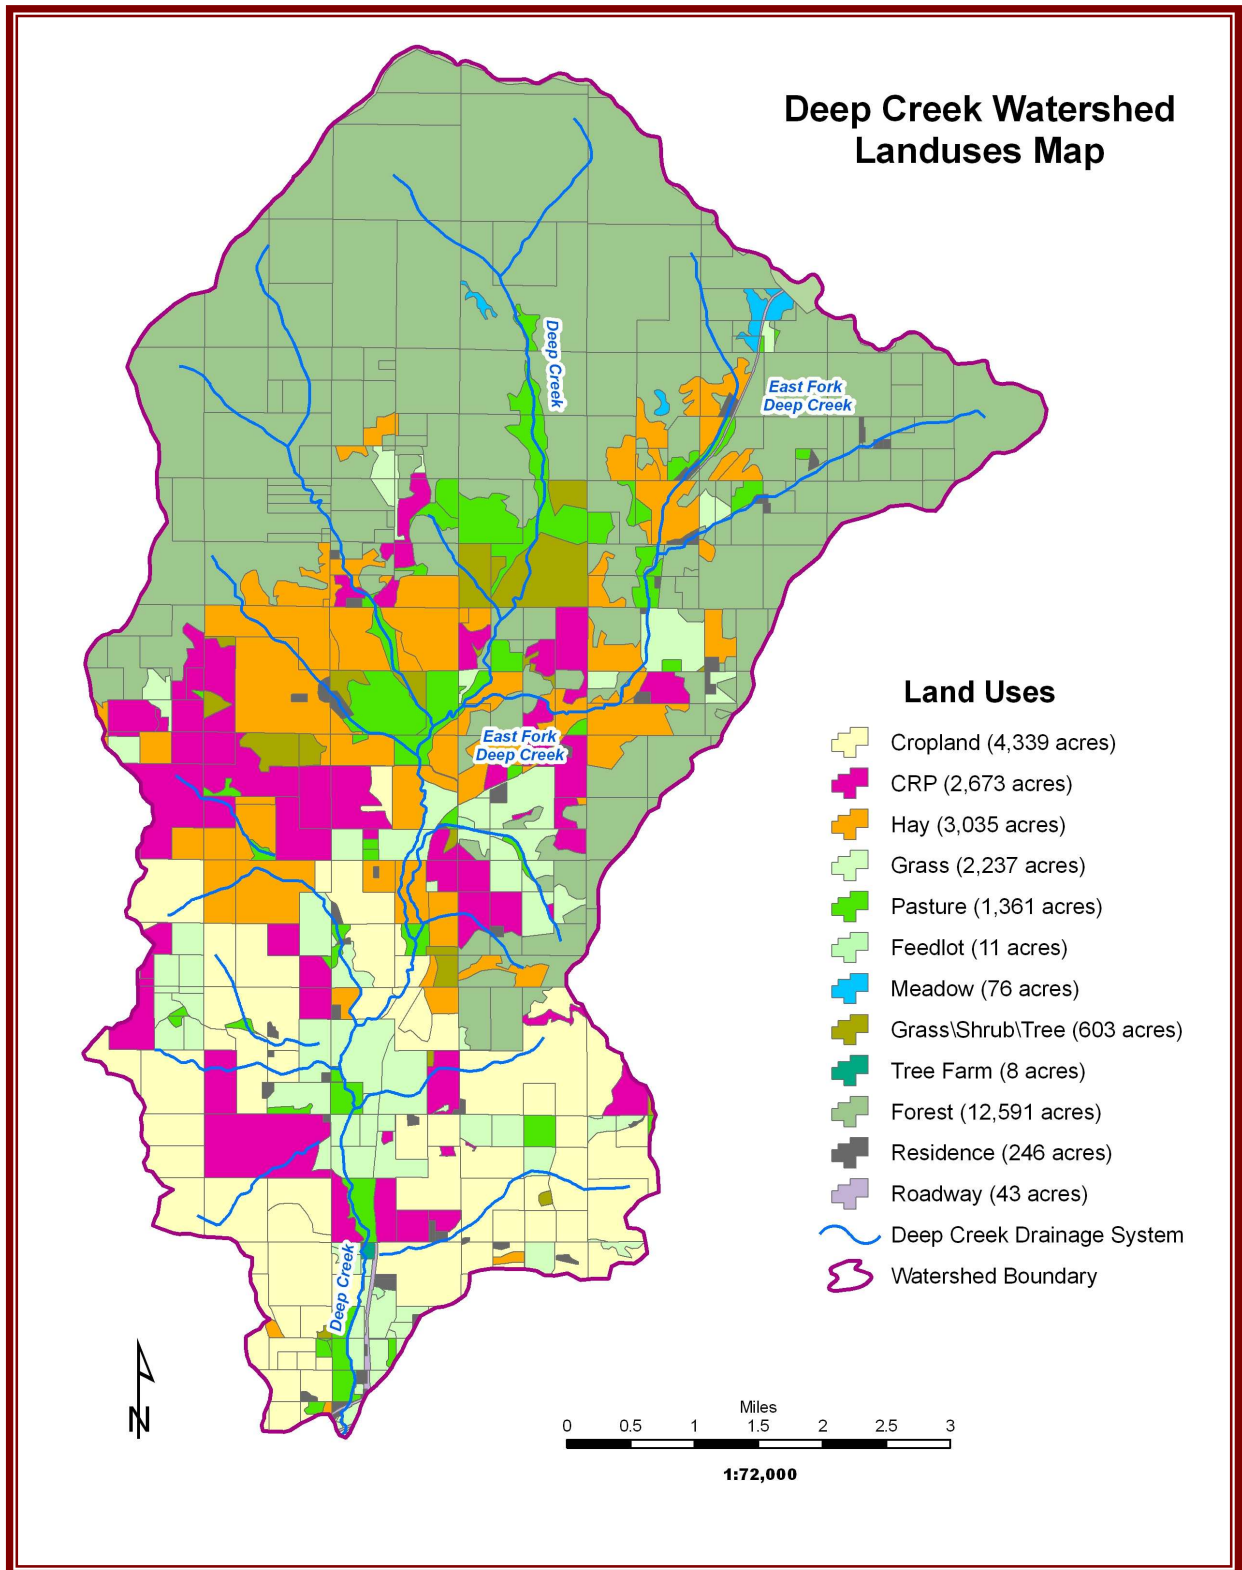 Deep Creek Watershed
Landuses Map
Deep Creek
East Fork
Deep Creek
East Fork
Deep Creek
Deep Creek
Land Uses
Cropland (4,339 acres)
CRP (2,673 acres)
Hay (3,035 acres)
Grass (2,237 acres)
Pasture (1,361 acres)
Feedlot (11 acres)
Meadow (76 acres)
Grass\Shrub\Tree (603 acres)
Tree Farm (8 acres)
Forest (12,591 acres)
Residence (246 acres)
Roadway (43 acres)
Deep Creek Drainage System
Watershed Boundary
N
Miles
0 0.5 1 1.5 2 2.5 3
1:72,000